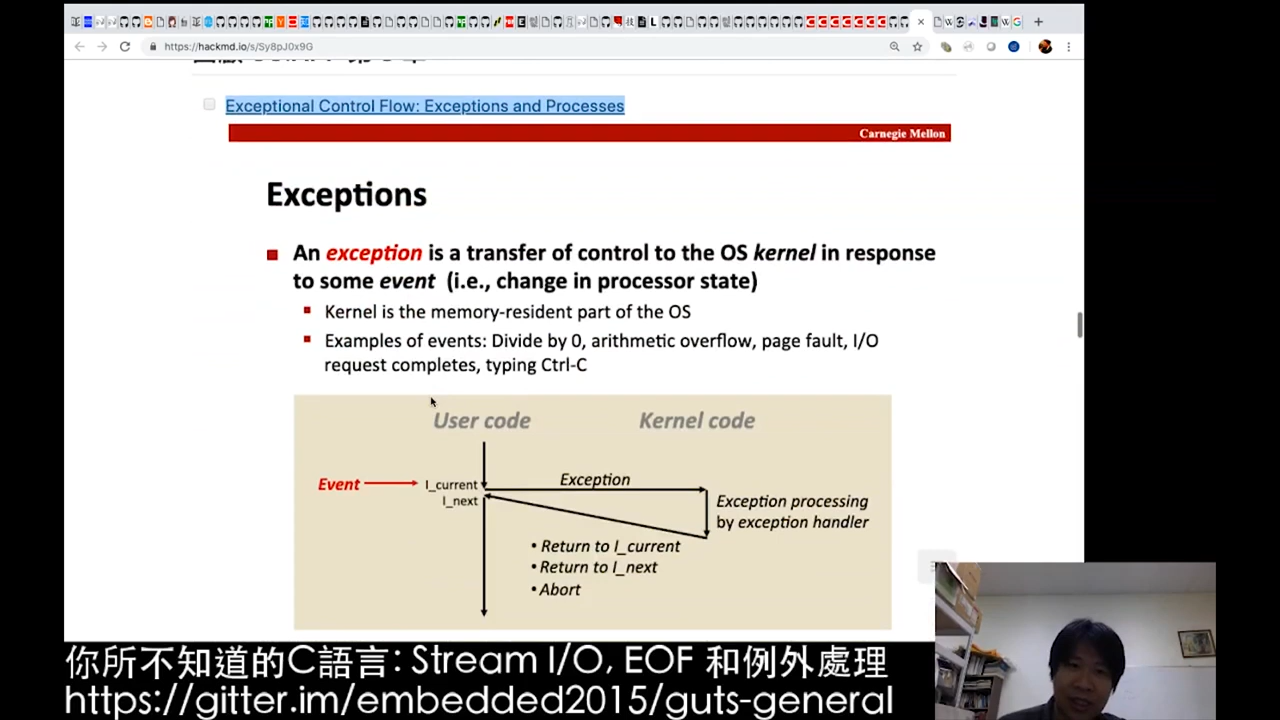 https://hackmd.io/s/Sy8pJ0x9G
Exceptional Control Flow: Exceptions and Processes
Carnegie Mellon
Exceptions
An exception is a transfer of control to the OS kernel in response
to some event (i.e., change in processor state)
Kernel is the memory-resident part of the OS
Examples of events: Divide by 0, arithmetic overflow, page fault, I/O
request completes, typing Ctrl-C
User code
Kernel code
Event
I_current
I_next
Exception
Exception processing
by exception handler
• Return to I_current
• Return to I_next
• Abort
你所不知道的C語言: Stream I/O, EOF 和例外處理
https://gitter.im/embedded2015/guts-general